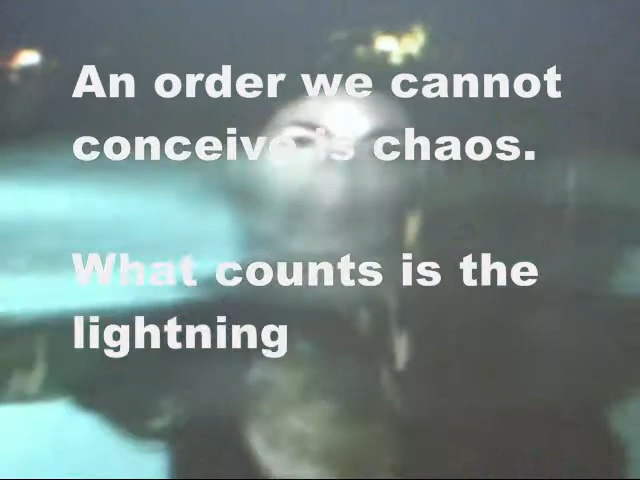 An order we cannot
conceive is chaos.
What counts is the
lightning